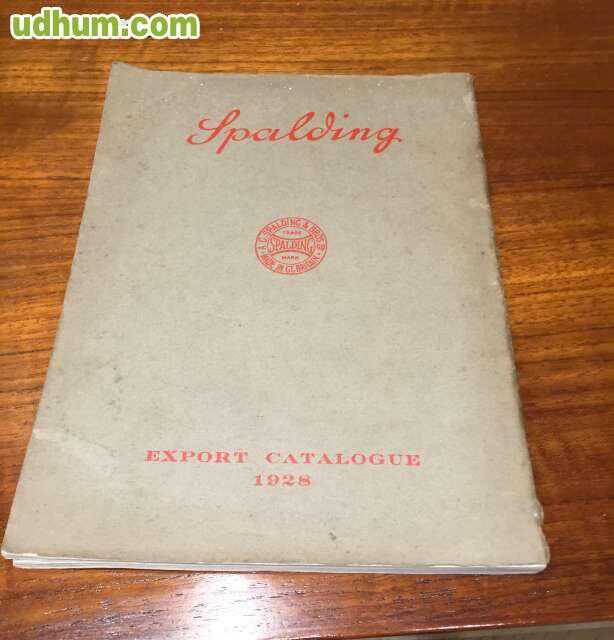 udhum.com
Spalding
A.G. SPALDING & BROS.
TRADE
SPALDING
MARK
MADE IN GT. BRITAIN
EXPORT CATALOGUE
1928